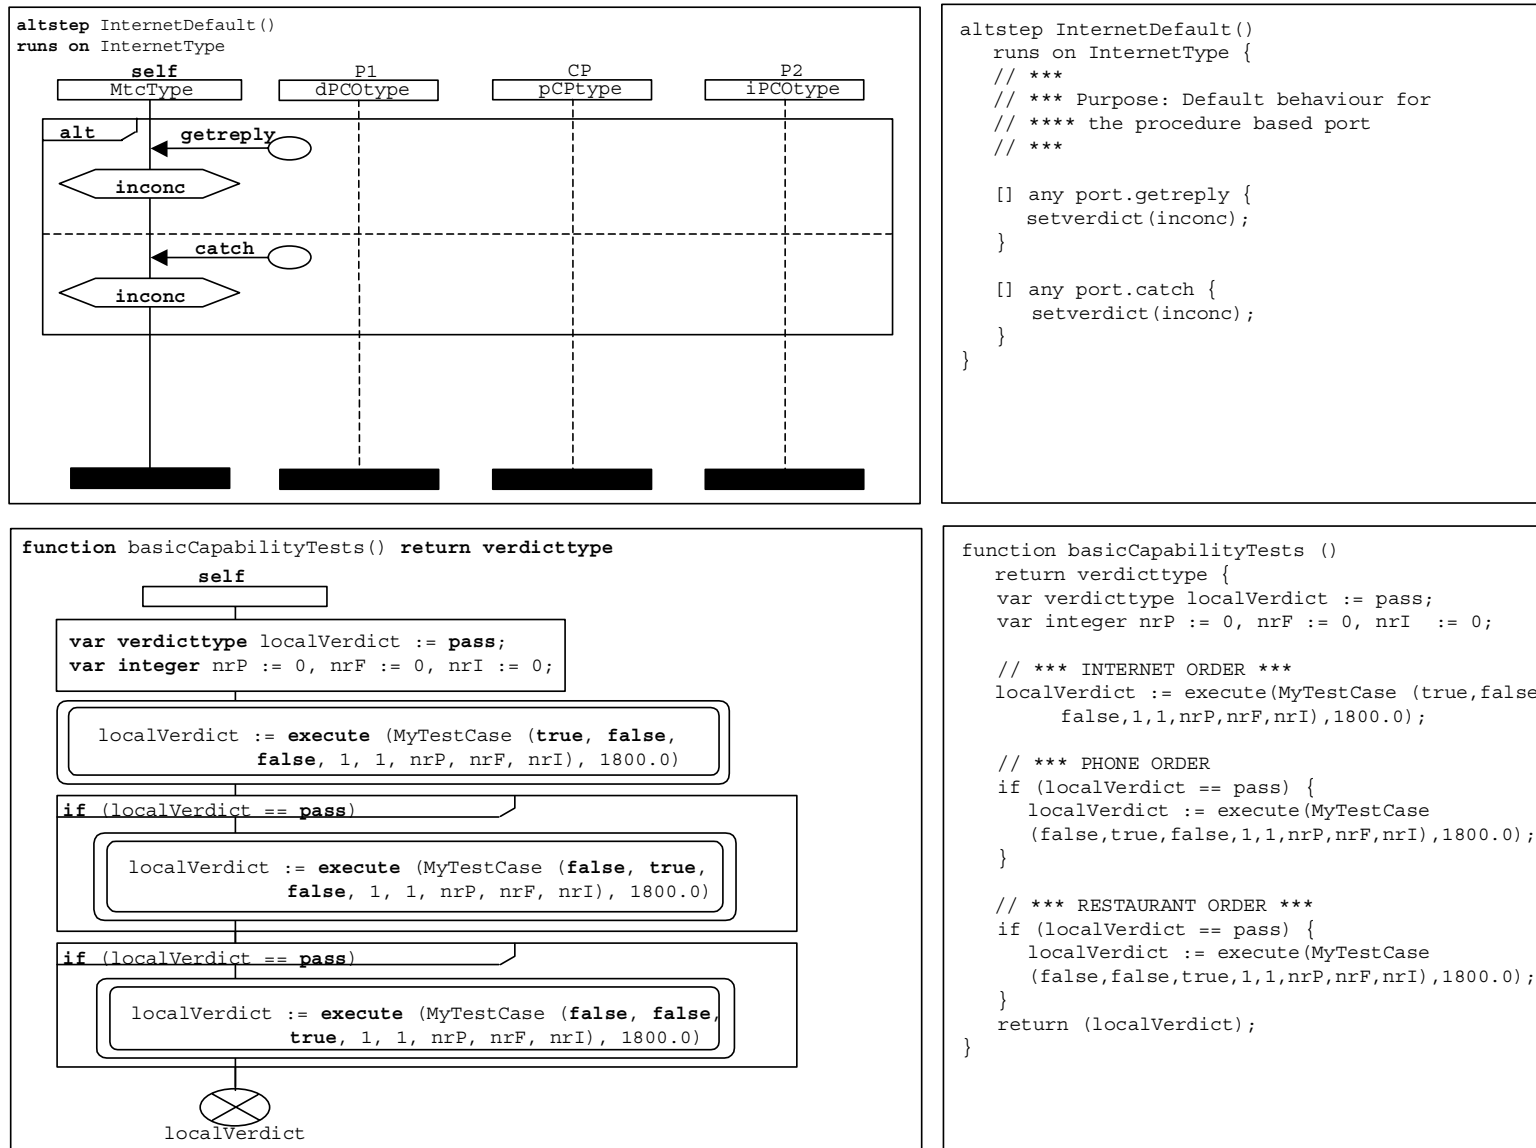 altstep InternetDefault()
runs on InternetType
self P1 CP P2
MtcType dPCOtype pCPtype iPCOtype
alt getreply
inconc
catch
inconc
altstep InternetDefault()
runs on InternetType {
// ***
// *** Purpose: Default behaviour for
// **** the procedure based port
// ***
[] any port.getreply {
setverdict(inconc);
}
[] any port.catch {
setverdict(inconc);
}
}
function basicCapabilityTests() return verdicttype
self
var verdicttype localVerdict := pass;
var integer nrP := 0, nrF := 0, nrI := 0;
localVerdict := execute (MyTestCase (true, false,
false, 1, 1, nrP, nrF, nrI), 1800.0)
if (localVerdict == pass)
localVerdict := execute (MyTestCase (false, true,
false, 1, 1, nrP, nrF, nrI), 1800.0)
if (localVerdict == pass)
localVerdict := execute (MyTestCase (false, false,
true, 1, 1, nrP, nrF, nrI), 1800.0)
localVerdict
function basicCapabilityTests ()
return verdicttype {
var verdicttype localVerdict := pass;
var integer nrP := 0, nrF := 0, nrI := 0;
// *** INTERNET ORDER ***
localVerdict := execute(MyTestCase (true,false
false,1,1,nrP,nrF,nrI),1800.0);
// *** PHONE ORDER
if (localVerdict == pass) {
localVerdict := execute(MyTestCase
(false,true,false,1,1,nrP,nrF,nrI),1800.0);
}
// *** RESTAURANT ORDER ***
if (localVerdict == pass) {
localVerdict := execute(MyTestCase
(false,false,true,1,1,nrP,nrF,nrI),1800.0);
}
return (localVerdict);
}